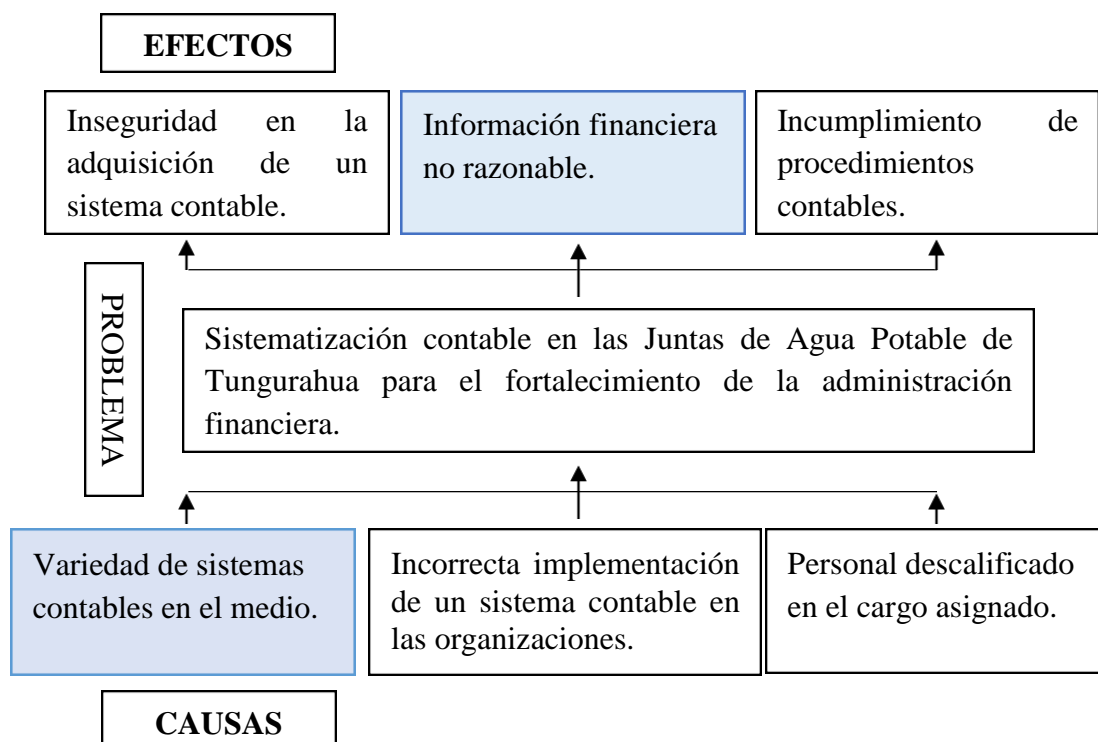 EFECTOS
Inseguridad en la
adquisición de un
sistema contable.
Información financiera
no razonable.
Incumplimiento de
procedimientos
contables.
PROBLEMA
Sistematización contable en las Juntas de Agua Potable de
Tungurahua para el fortalecimiento de la administración
financiera.
Variedad de sistemas
contables en el medio.
Incorrecta implementación
de un sistema contable en
las organizaciones.
Personal descalificado
en el cargo asignado.
CAUSAS